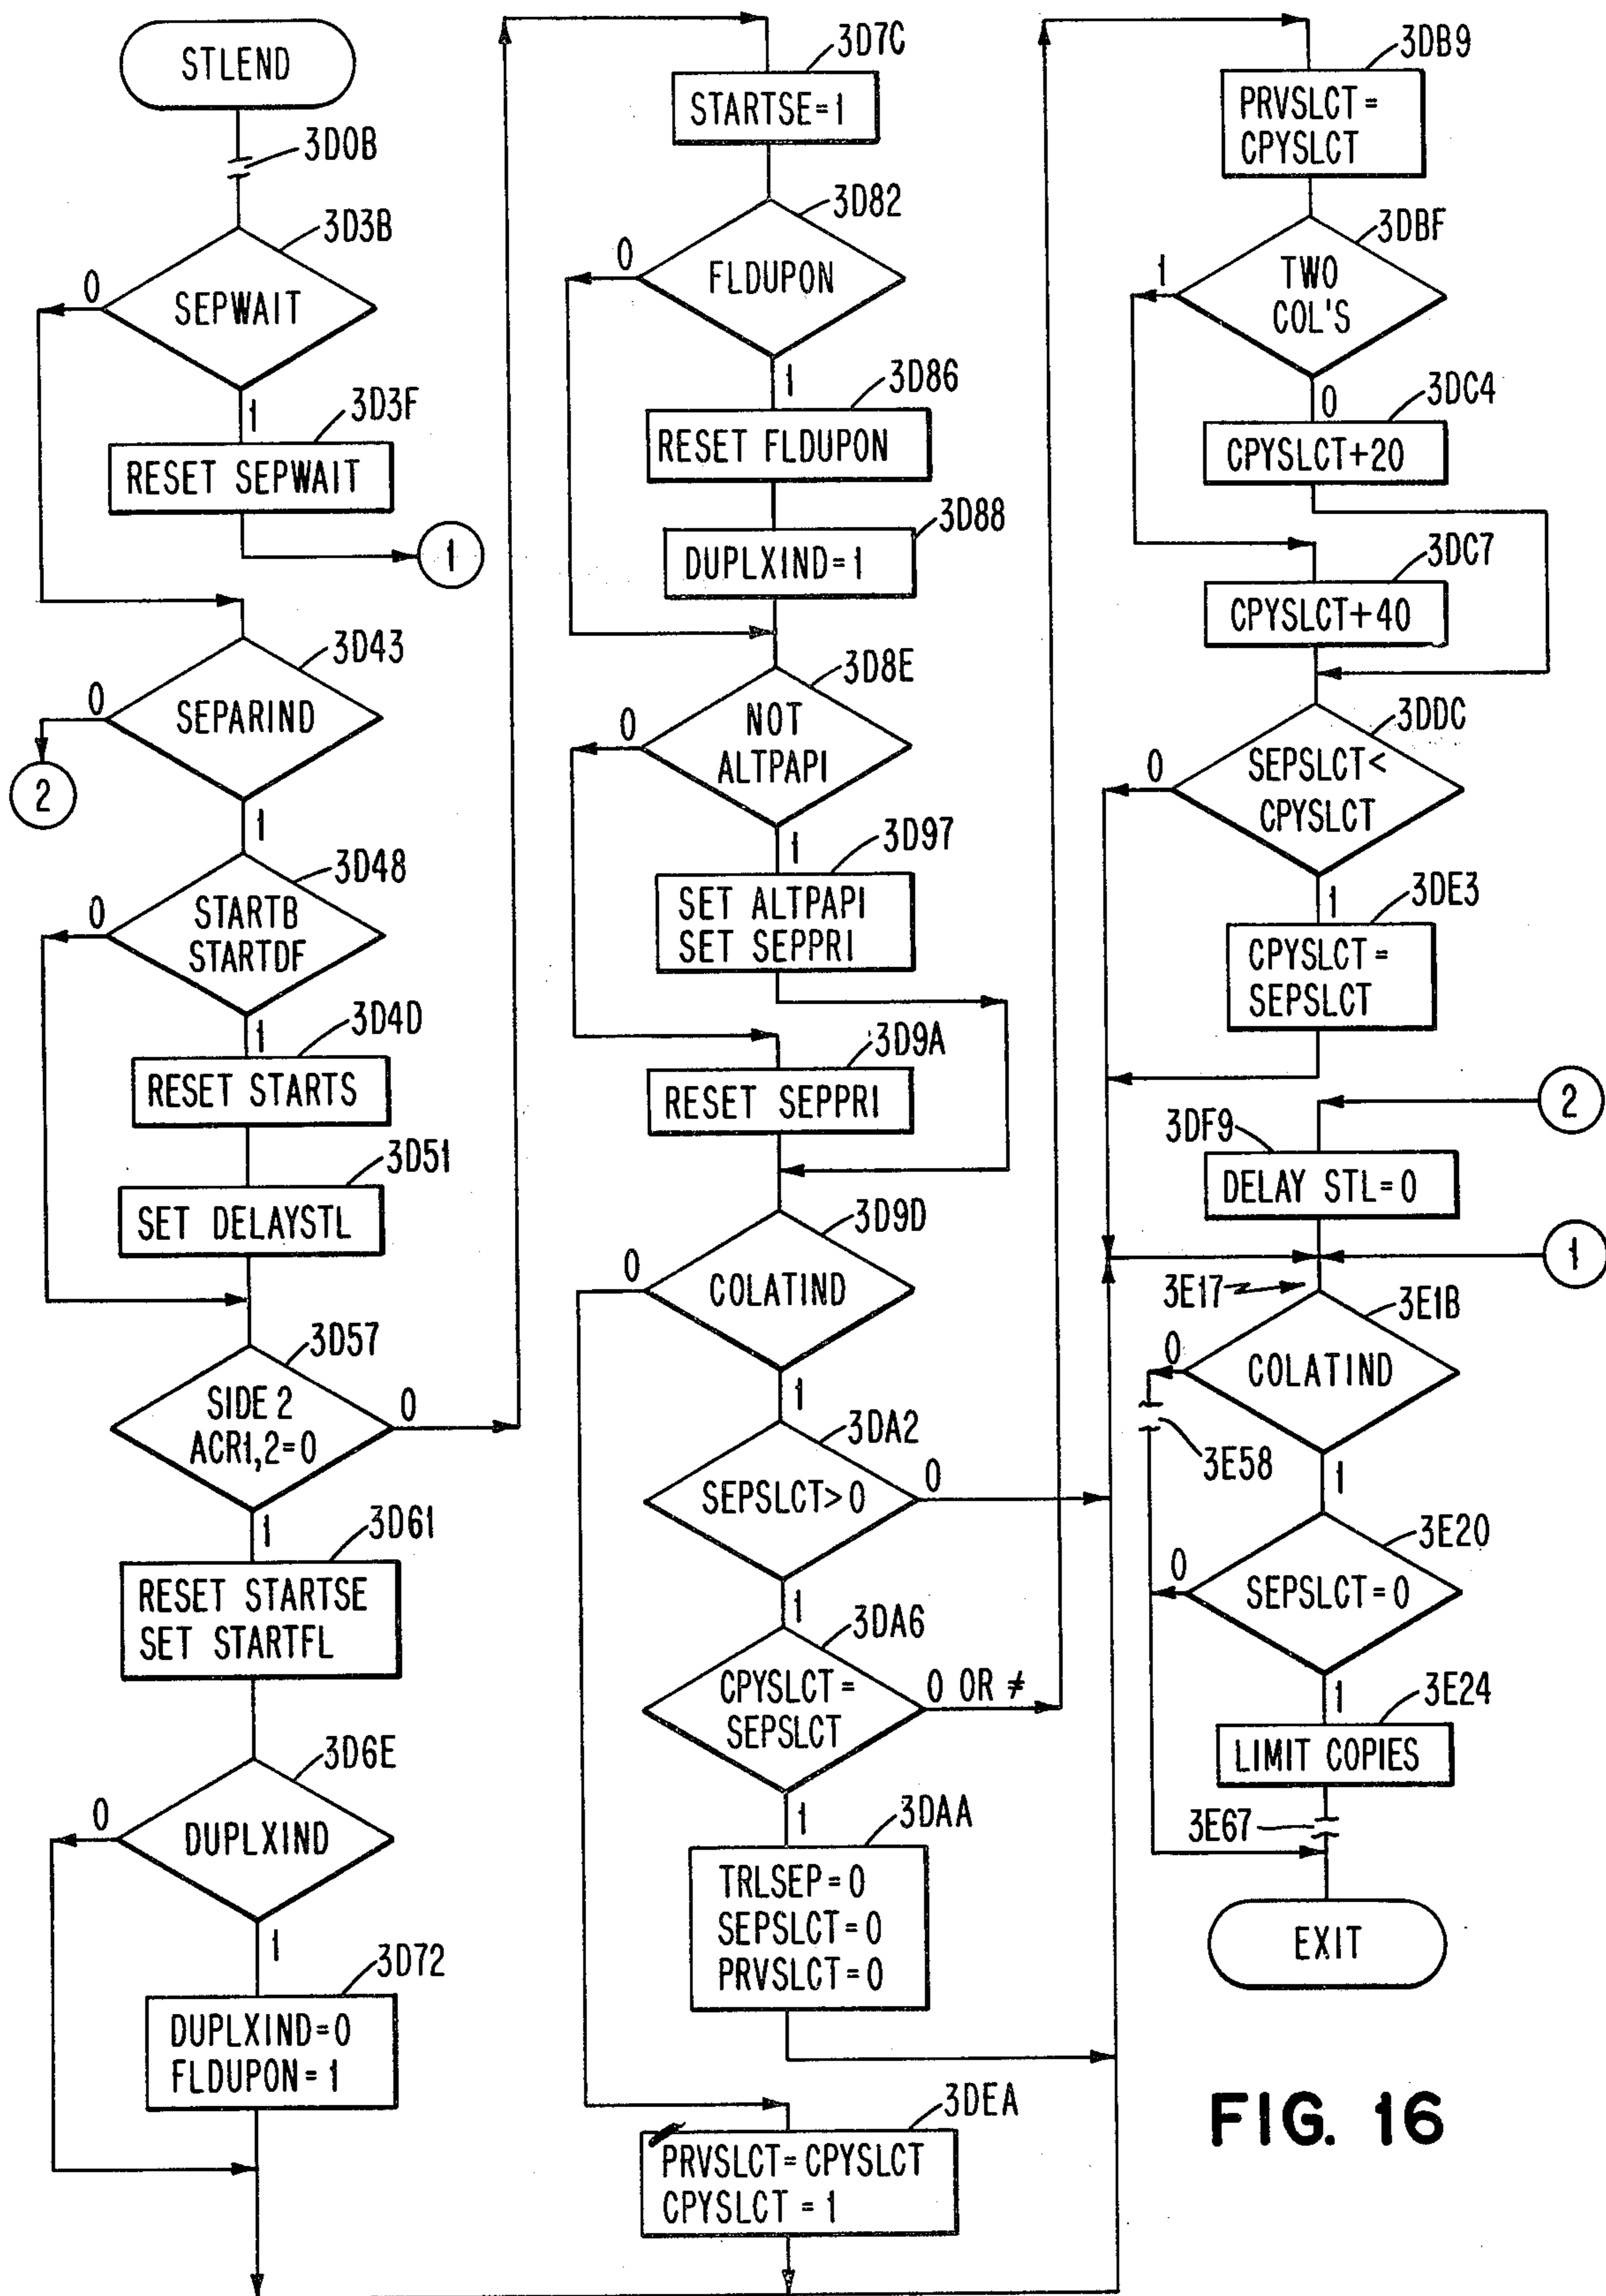 STLEND
3D0B
3D3B
0
SEPWAIT
1
3D3F
RESET SEPWAIT
1
3D43
0
SEPARIND
2
1
3D48
0
STARTB
STARTDF
1
3D4D
RESET STARTS
3D51
SET DELAYSTL
3D57
SIDE 2
ACR1,2=0
0
1
3D61
RESET STARTSE
SET STARTFL
3D6E
0
DUPLXIND
1
3D72
DUPLXIND=0
FLDUPON=1
3D7C
STARTSE=1
3D82
0
FLDUPON
1
3D86
RESET FLDUPON
3D88
DUPLXIND=1
3D8E
0
NOT
ALTPAPI
1
3D97
SET ALTPAPI
SET SEPPRI
3D9A
RESET SEPPRI
3D9D
0
COLATIND
1
3DA2
SEPSLCT>0
0
1
3DA6
CPYSLCT=
SEPSLCT
0 OR ≠
1
3DAA
TRLSEP=0
SEPSLCT=0
PRVSLCT=0
3DEA
PRVSLCT=CPYSLCT
CPYSLCT=1
3DB9
PRVSLCT=
CPYSLCT
3DBF
1
TWO
COL'S
0
3DC4
CPYSLCT+20
3DC7
CPYSLCT+40
3DDC
0
SEPSLCT<
CPYSLCT
1
3DE3
CPYSLCT=
SEPSLCT
2
3DF9
DELAY STL=0
1
3E17
3E1B
0
COLATIND
3E58
1
3E20
0
SEPSLCT=0
1
3E24
LIMIT COPIES
3E67
EXIT
FIG. 16